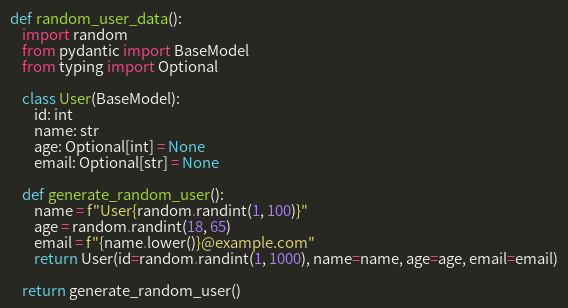 def random_user_data():
    import random
    from pydantic import BaseModel
    from typing import Optional

    class User(BaseModel):
        id: int
        name: str
        age: Optional[int] = None
        email: Optional[str] = None

    def generate_random_user():
        name = f"User{random.randint(1, 100)}"
        age = random.randint(18, 65)
        email = f"{name.lower()}@example.com"
        return User(id=random.randint(1, 1000), name=name, age=age, email=email)

    return generate_random_user()